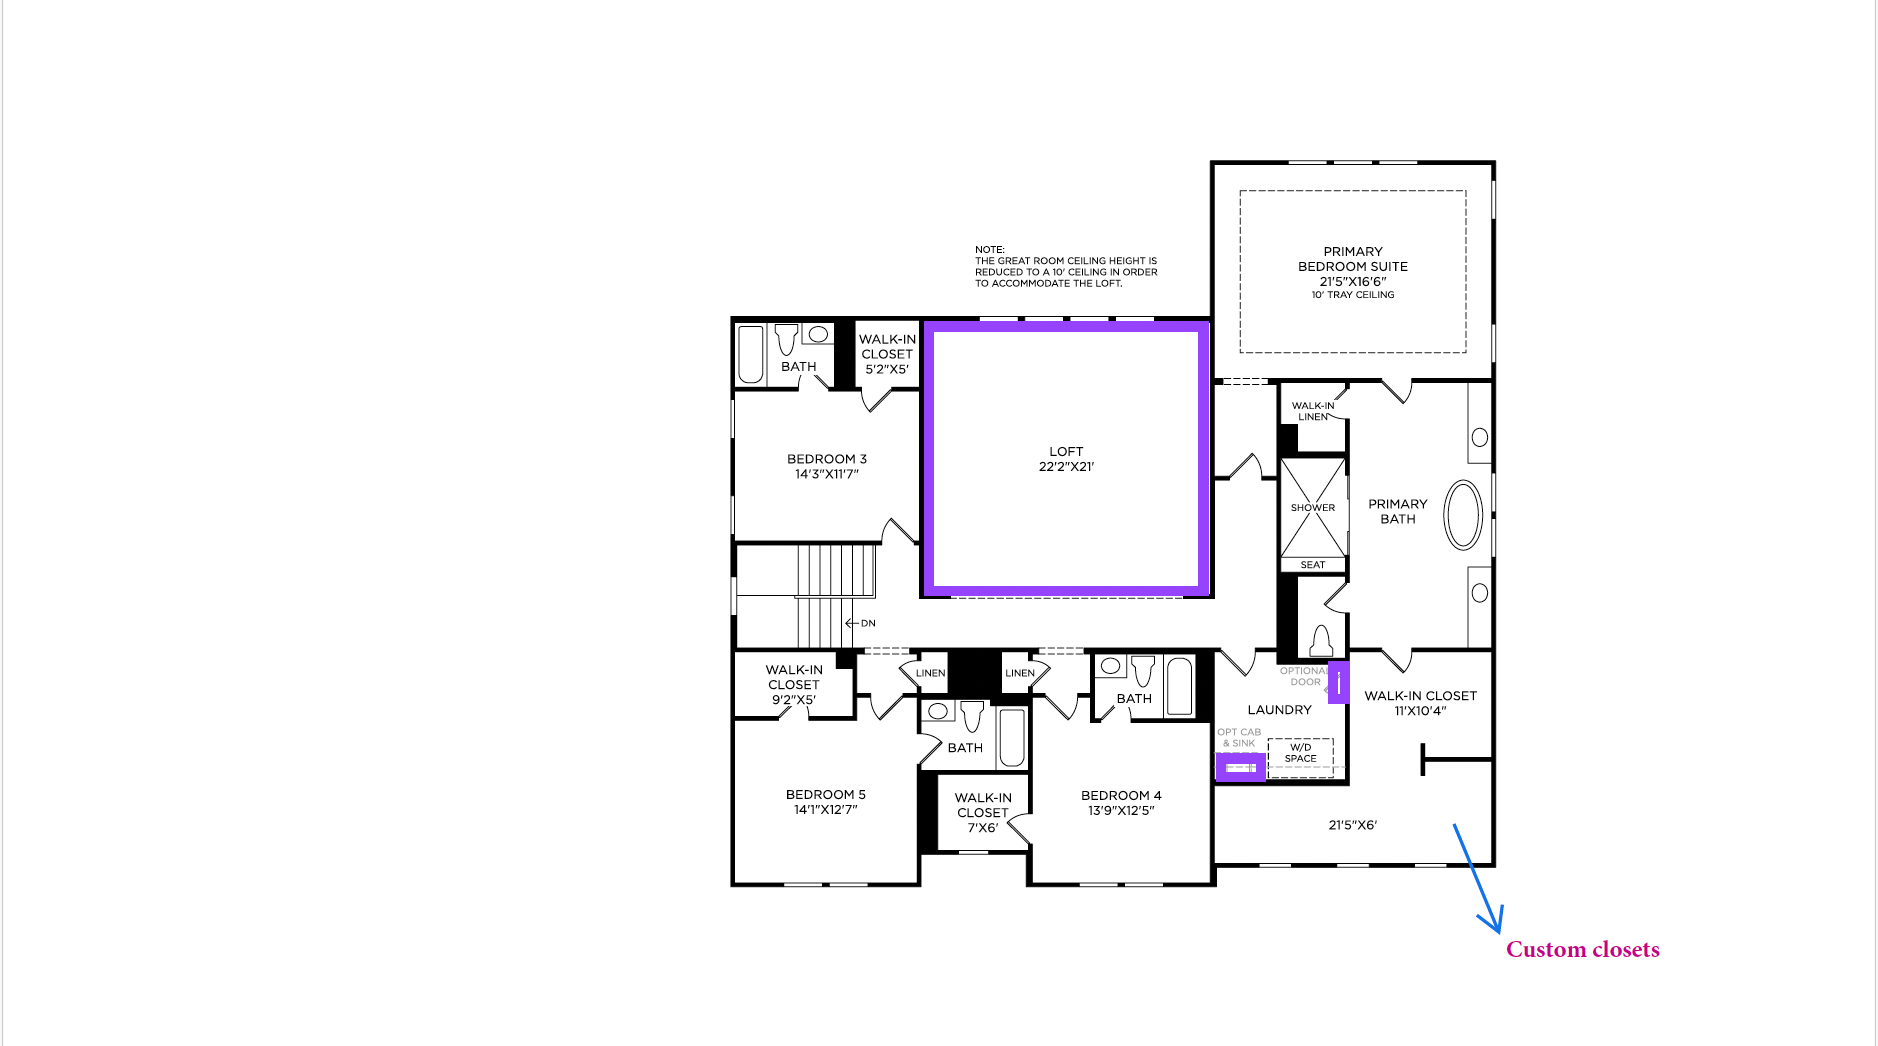 PRIMARY
BEDROOM SUITE
21'5"X16'6"
10' TRAY CEILING
NOTE:
THE GREAT ROOM CEILING HEIGHT IS
REDUCED TO A 10' CEILING IN ORDER
TO ACCOMMODATE THE LOFT.
BATH
WALK-IN
CLOSET
5'2"X5'
LOFT
22'2"X21'
BEDROOM 3
14'3"X11'7"
WALK-IN
LINEN
SHOWER
SEAT
PRIMARY
BATH
DN
WALK-IN
CLOSET
9'2"X5'
LINEN
LINEN
BATH
BATH
OPTIONAL
DOOR
LAUNDRY
OPT CAB
& SINK
W/D
SPACE
WALK-IN CLOSET
11'X10'4"
BEDROOM 5
14'1"X12'7"
WALK-IN
CLOSET
7'X6'
BEDROOM 4
13'9"X12'5"
21'5"X6'
Custom closets